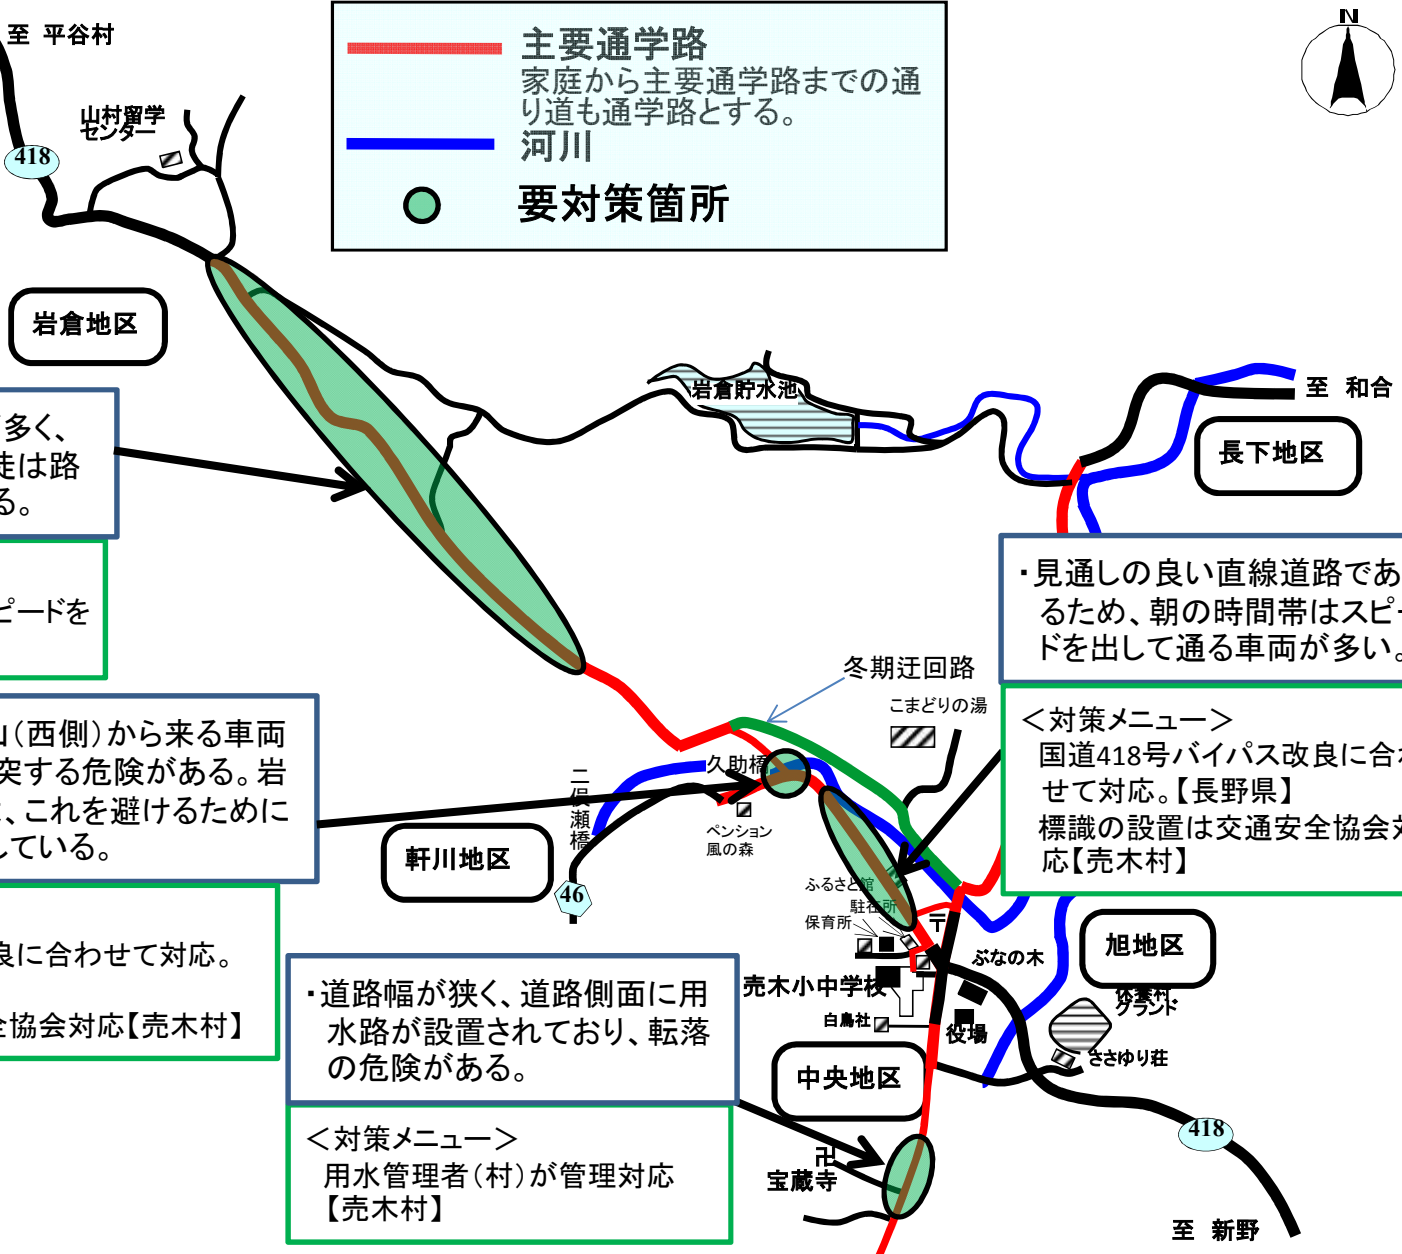 至 平谷村
主要通学路
家庭から主要通学路までの通
り道も通学路とする。
河川
要対策箇所
N
山村留学
センター
418
岩倉地区
岩倉貯水池
至 和合
長下地区
多く、
徒は路
る。
ピードを
・見通しの良い直線道路であ
るため、朝の時間帯はスピー
ドを出して通る車両が多い。
<対策メニュー>
国道418号バイパス改良に合わ
せて対応。【長野県】
標識の設置は交通安全協会対
応【売木村】
冬期迂回路
こまどりの湯
山(西側)から来る車両
突する危険がある。岩
、これを避けるために
している。
久助橋
二俣瀬橋
ペンション
風の森
軒川地区
46
ふるさと館
駐在所
保育所
〒
良に合わせて対応。
全協会対応【売木村】
旭地区
ぶなの木
売木小中学校
休養村
グランド
白鳥社
役場
ささゆり荘
・道路幅が狭く、道路側面に用
水路が設置されており、転落
の危険がある。
<対策メニュー>
用水管理者(村)が管理対応
【売木村】
中央地区
卍
宝蔵寺
418
至 新野